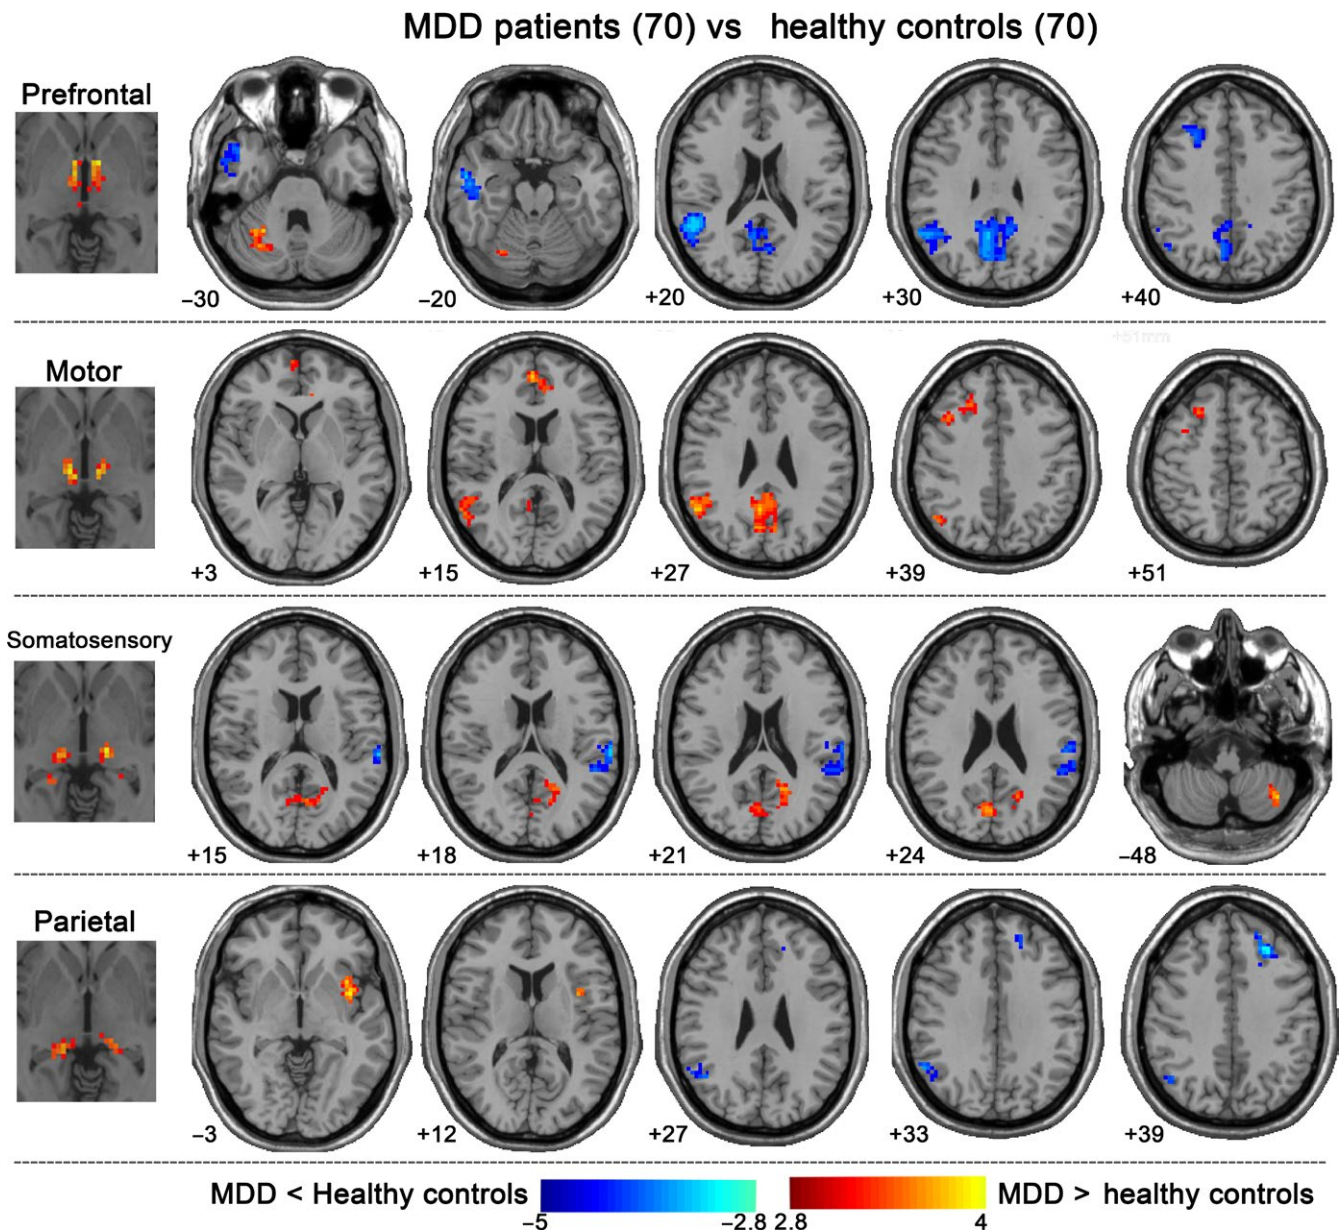 MDD patients (70) vs healthy controls (70)
Prefrontal
−30 −20 +20 +30 +40
Motor
+51mm
+3 +15 +27 +39 +51
Somatosensory
+15 +18 +21 +24 −48
Parietal
−3 +12 +27 +33 +39
MDD < Healthy controls
−5 −2.8
2.8 4
MDD > healthy controls